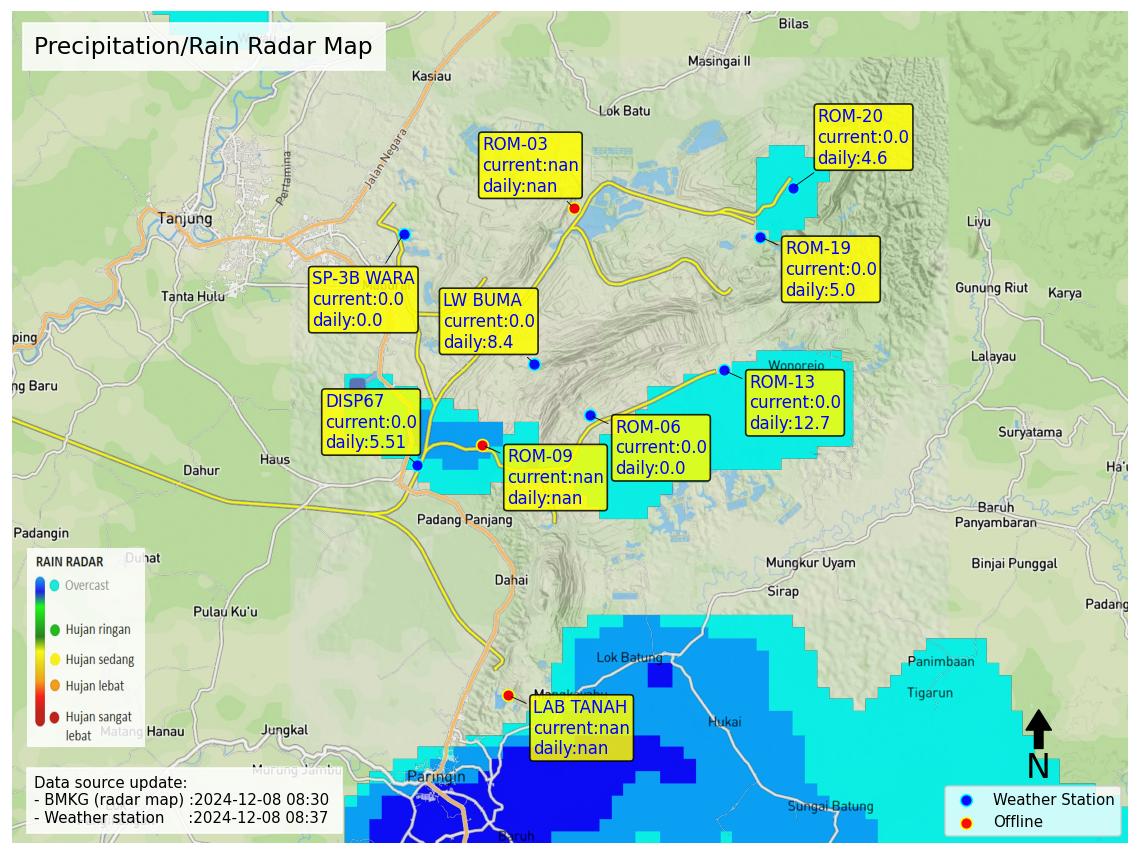 Precipitation/Rain Radar Map
Bilas
Masingai II
Kasiau
Lok Batu
Jalan Negara
Pertamina
Tanjung
Liyu
ROM-20
current:0.0
daily:4.6
ROM-03
current:nan
daily:nan
ROM-19
current:0.0
daily:5.0
SP-3B WARA
current:0.0
daily:0.0
LW BUMA
current:0.0
daily:8.4
Tanta Hulu
Gunung Riut
Karya
ping
Lalayau
Wonorejo
ng Baru
ROM-13
current:0.0
daily:12.7
DISP67
current:0.0
daily:5.51
ROM-06
current:0.0
daily:0.0
ROM-09
current:nan
daily:nan
Suryatama
Haus
Dahur
Ha'u
Baruh
Panyambaran
Padang Panjang
Padangin
Duhat
Mungkur Uyam
Binjai Punggal
Dahai
Sirap
Padang
Pulau Ku'u
RAIN RADAR
Overcast
Hujan ringan
Hujan sedang
Hujan lebat
Hujan sangat
lebat
Lok Batung
Panimbaan
Tigarun
LAB TANAH
current:nan
daily:nan
Hukai
Matang Hanau
Jungkal
Murung Jambu
Paringin
Sungai Batung
Baruh
N
Data source update:
- BMKG (radar map) :2024-12-08 08:30
- Weather station :2024-12-08 08:37
Weather Station
Offline